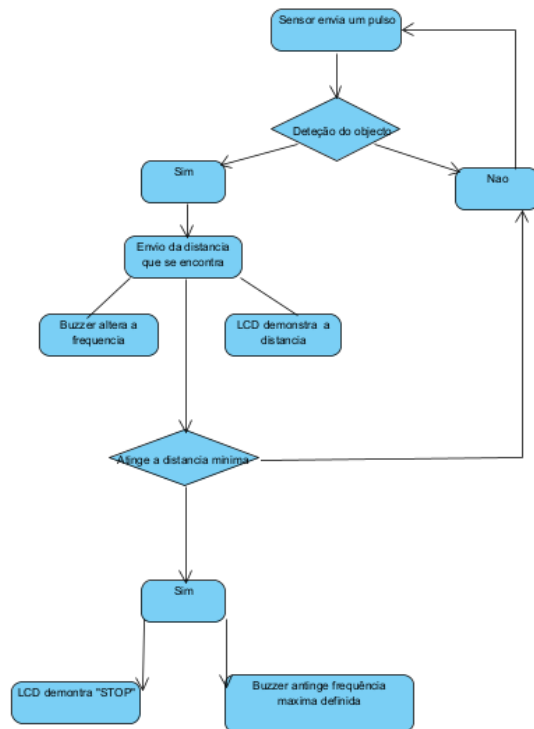 Sensor envia um pulso
Deteção do objecto
Sim
Nao
Envio da distancia
que se encontra
Buzzer altera a
frequencia
LCD demonstra a
distancia
Atinge a distancia minima
Sim
LCD demontra "STOP"
Buzzer antinge frequência
maxima definida